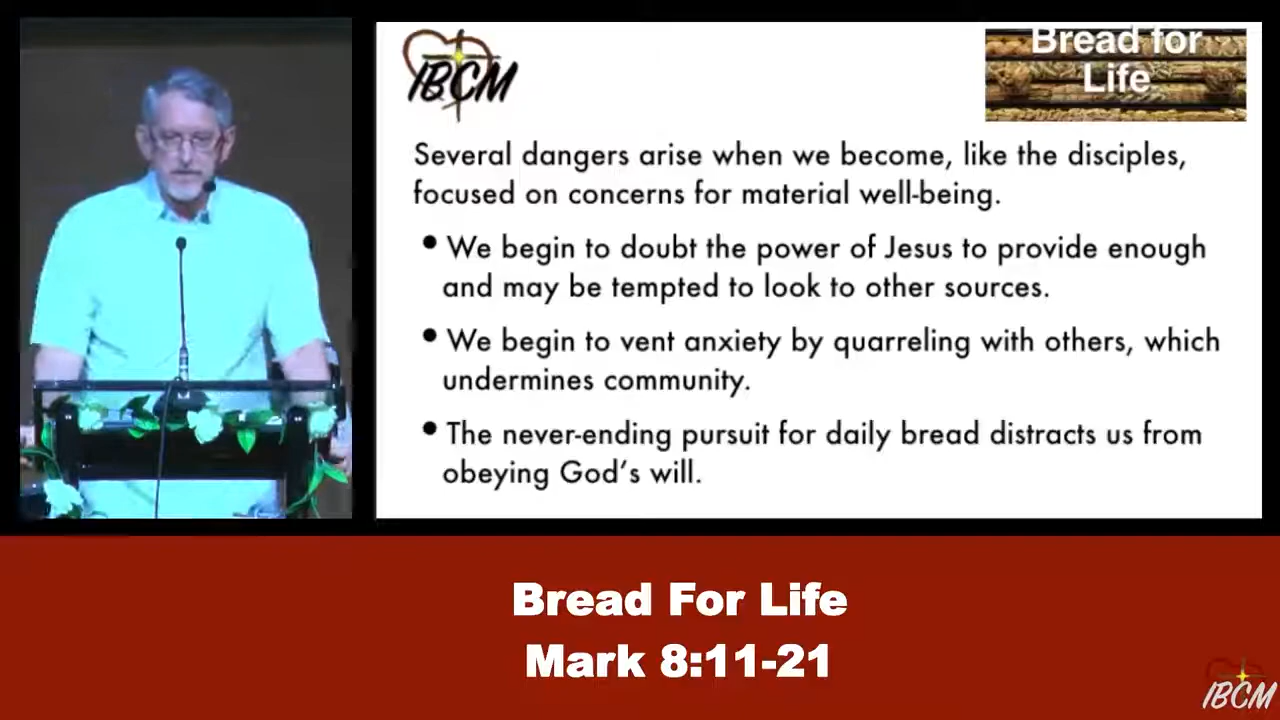 IBCM
Bread for
Life
Several dangers arise when we become, like the disciples,
focused on concerns for material well-being.
• We begin to doubt the power of Jesus to provide enough
and may be tempted to look to other sources.
• We begin to vent anxiety by quarreling with others, which
undermines community.
• The never-ending pursuit for daily bread distracts us from
obeying God's will.
Bread For Life
Mark 8:11-21
IBCM